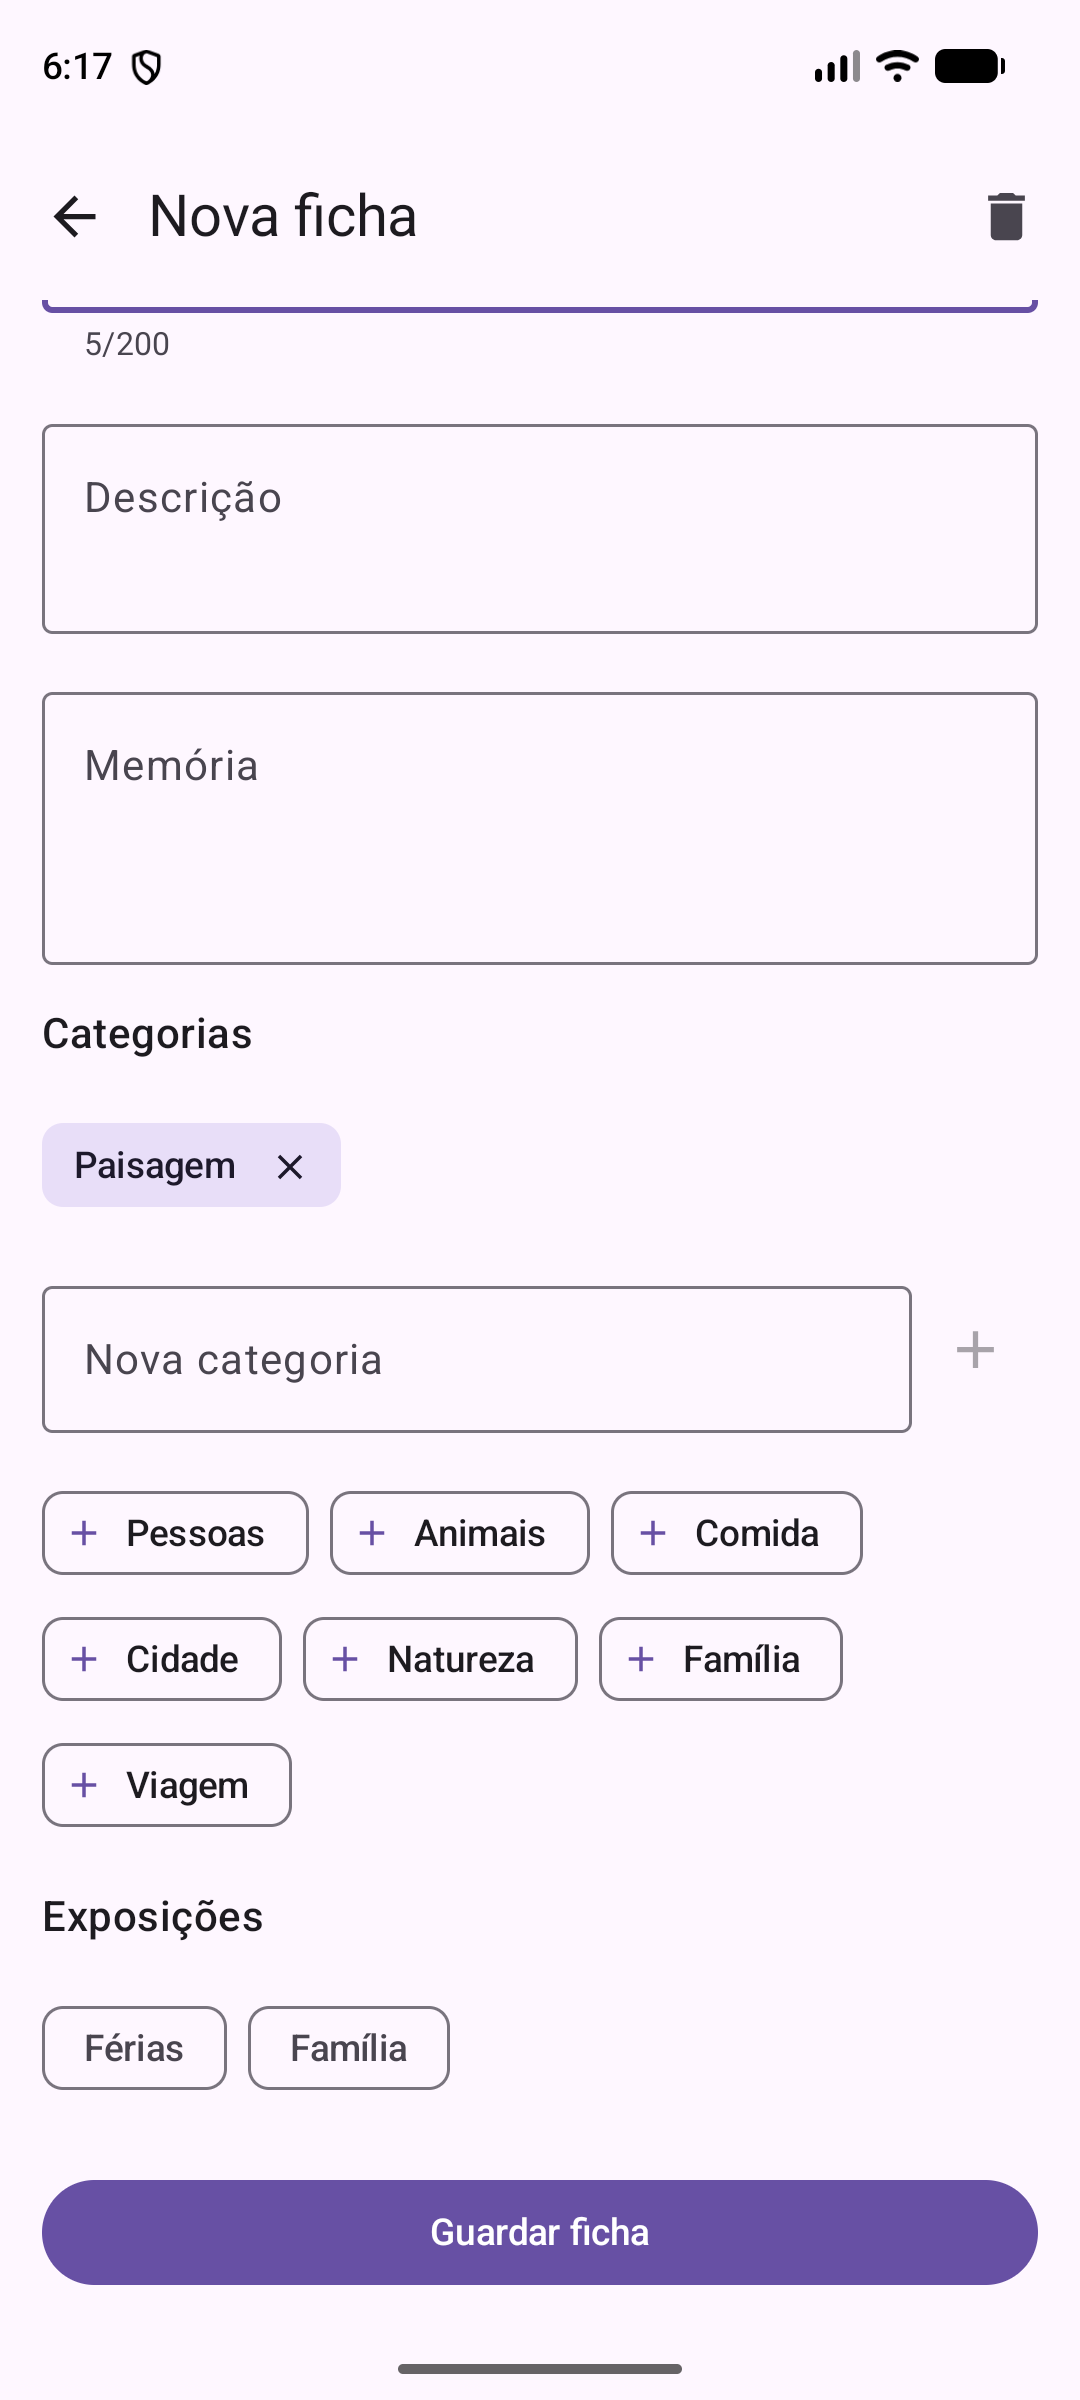 6:17
Nova ficha
5/200
Descrição
Memória
Categorias
Paisagem
Nova categoria
Pessoas Animais Comida
Cidade Natureza Família
Viagem
Exposições
Férias Família
Guardar ficha